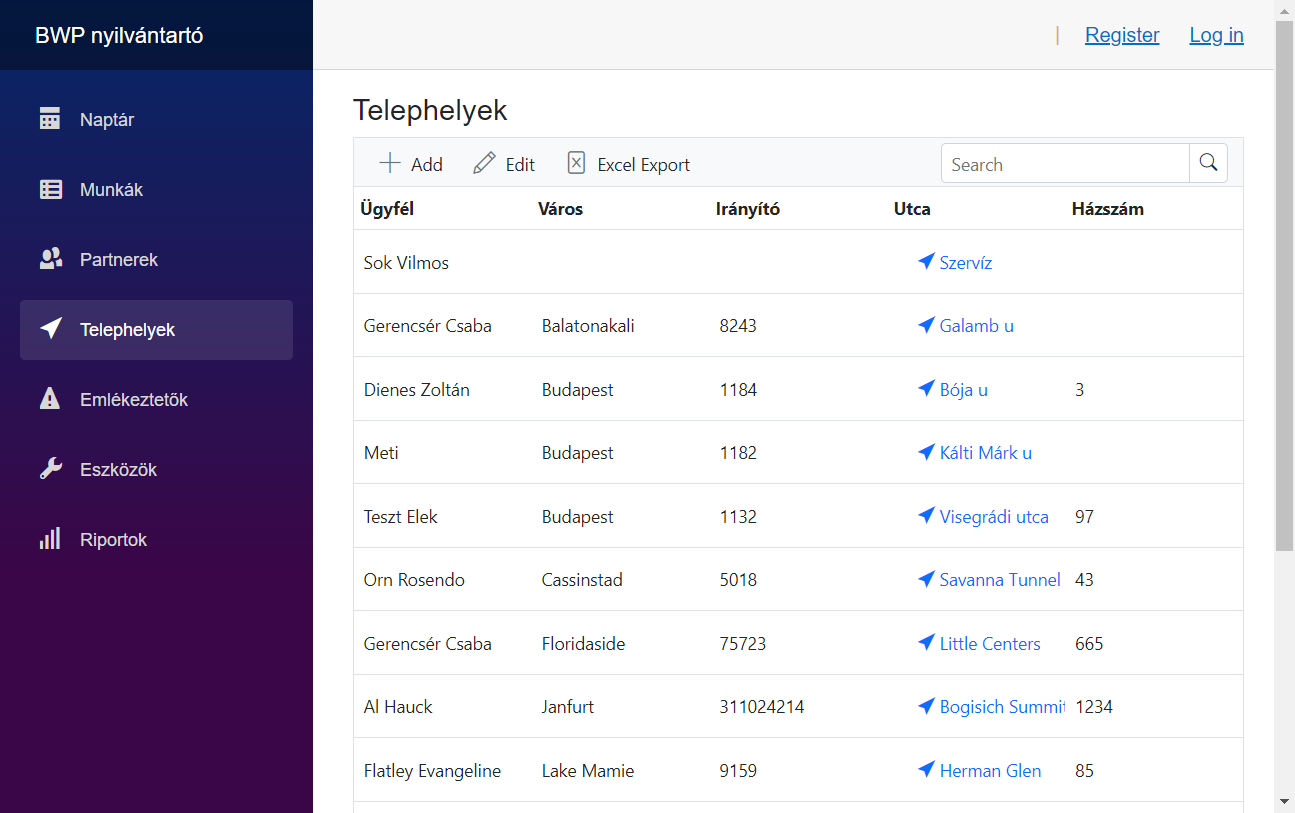 BWP nyilvántartó
| Register Log in
Naptár
Munkák
Partnerek
Telephelyek
Emlékeztetők
Eszközök
Riportok
Telephelyek
Add Edit Excel Export Search
Ügyfél Város Irányító Utca Házszám
Sok Vilmos Szervíz
Gerencsér Csaba Balatonakali 8243 Galamb u
Dienes Zoltán Budapest 1184 Bója u 3
Meti Budapest 1182 Kálti Márk u
Teszt Elek Budapest 1132 Visegrádi utca 97
Orn Rosendo Cassinstad 5018 Savanna Tunnel 43
Gerencsér Csaba Floridaside 75723 Little Centers 665
Al Hauck Janfurt 311024214 Bogisich Summit 1234
Flatley Evangeline Lake Mamie 9159 Herman Glen 85